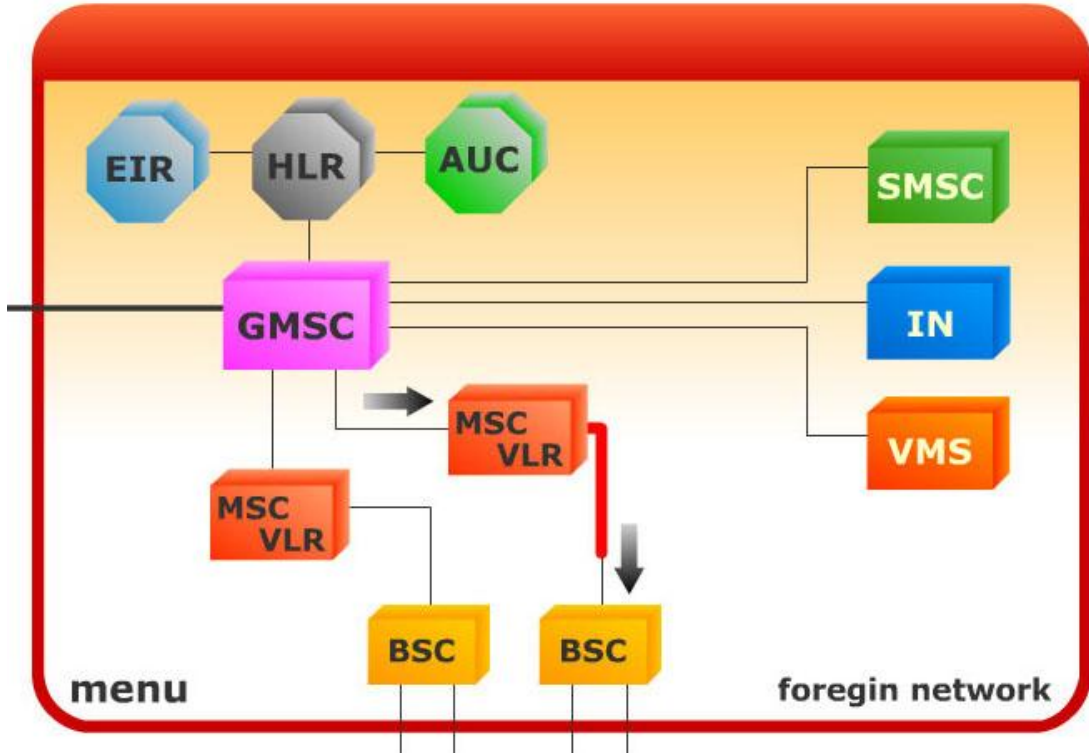 EIR
HLR
AUC
SMSC
GMSC
IN
MSC
VLR
VMS
MSC
VLR
BSC
BSC
menu
foregin network